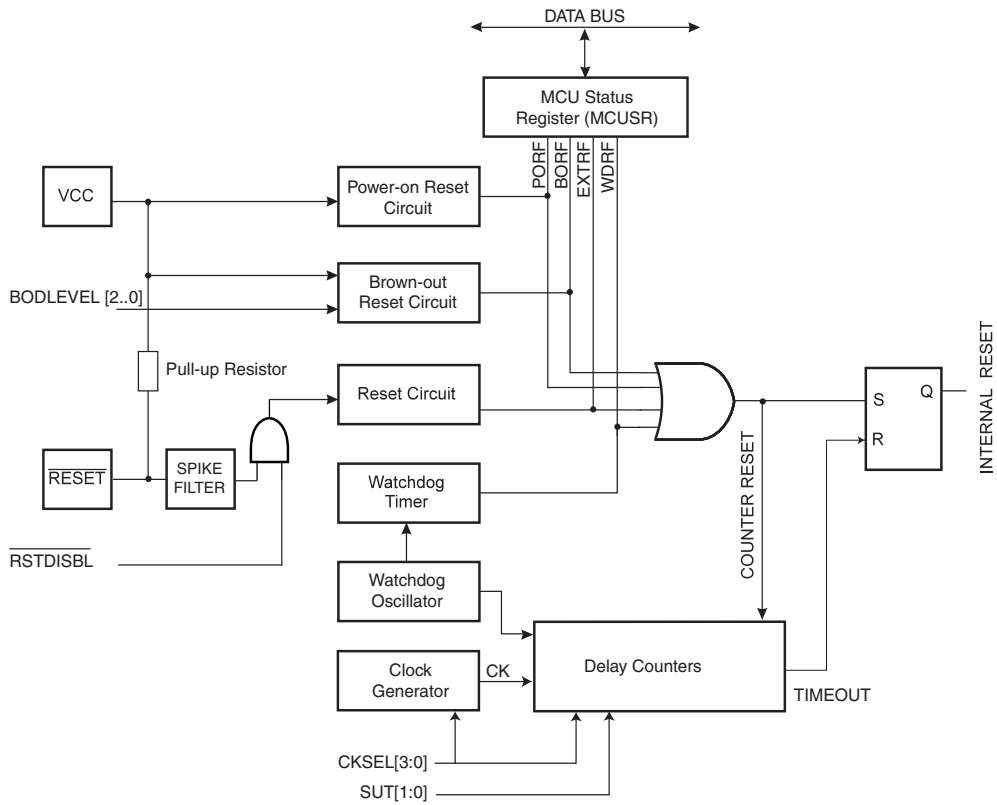 DATA BUS
MCU Status
Register (MCUSR)
PORF
BORF
EXTRF
WDRF
VCC
Power-on Reset
Circuit
BODLEVEL [2..0]
Brown-out
Reset Circuit
Pull-up Resistor
Reset Circuit
S
Q
R
INTERNAL RESET
RESET
SPIKE
FILTER
Watchdog
Timer
COUNTER RESET
RSTDISBL
Watchdog
Oscillator
Clock
Generator
CK
Delay Counters
TIMEOUT
CKSEL[3:0]
SUT[1:0]